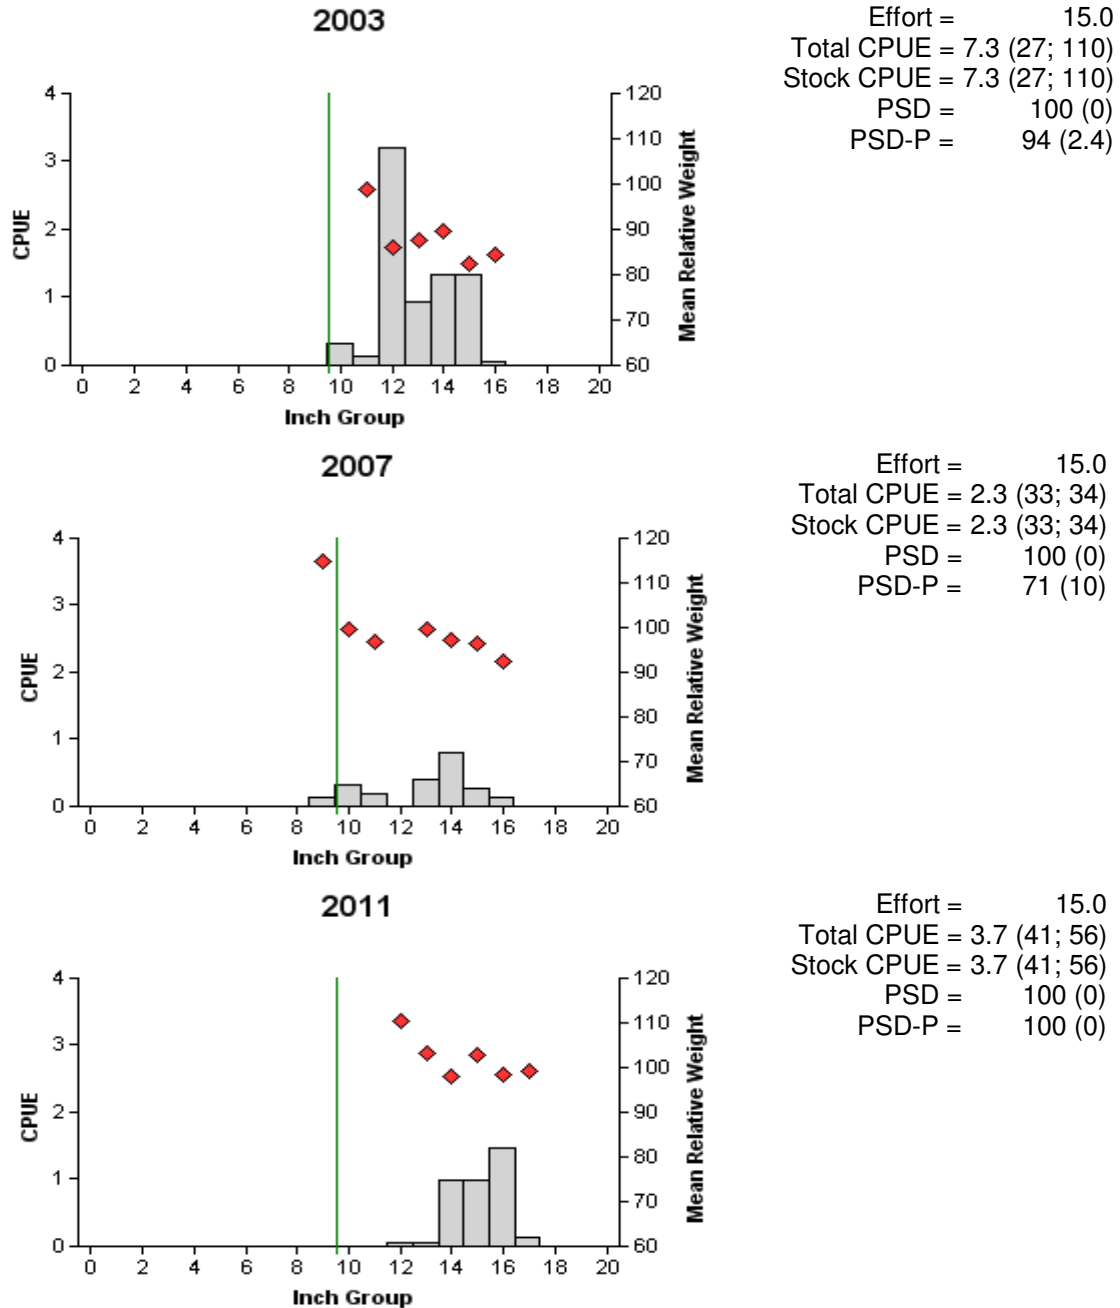 2003
Effort = 15.0
Total CPUE = 7.3 (27; 110)
Stock CPUE = 7.3 (27; 110)
PSD = 100 (0)
PSD-P = 94 (2.4)
CPUE
4
3
2
1
0
120
110
100
90
80
70
60
Mean Relative Weight
0 2 4 6 8 10 12 14 16 18 20
Inch Group
2007
Effort = 15.0
Total CPUE = 2.3 (33; 34)
Stock CPUE = 2.3 (33; 34)
PSD = 100 (0)
PSD-P = 71 (10)
CPUE
4
3
2
1
0
120
110
100
90
80
70
60
Mean Relative Weight
0 2 4 6 8 10 12 14 16 18 20
Inch Group
2011
Effort = 15.0
Total CPUE = 3.7 (41; 56)
Stock CPUE = 3.7 (41; 56)
PSD = 100 (0)
PSD-P = 100 (0)
CPUE
4
3
2
1
0
120
110
100
90
80
70
60
Mean Relative Weight
0 2 4 6 8 10 12 14 16 18 20
Inch Group